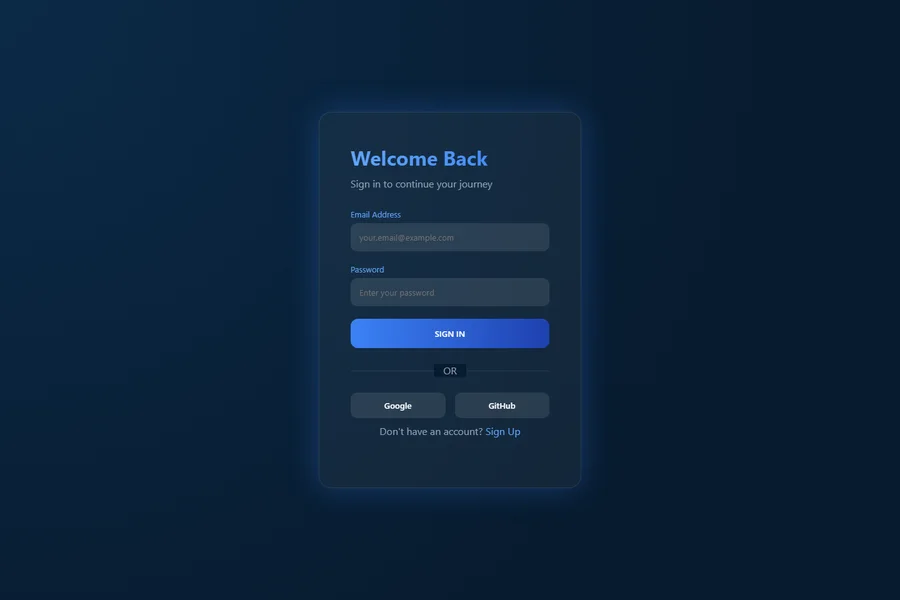 Welcome Back
Sign in to continue your journey
Email Address
your.email@example.com
Password
Enter your password
SIGN IN
OR
Google
GitHub
Don't have an account? Sign Up